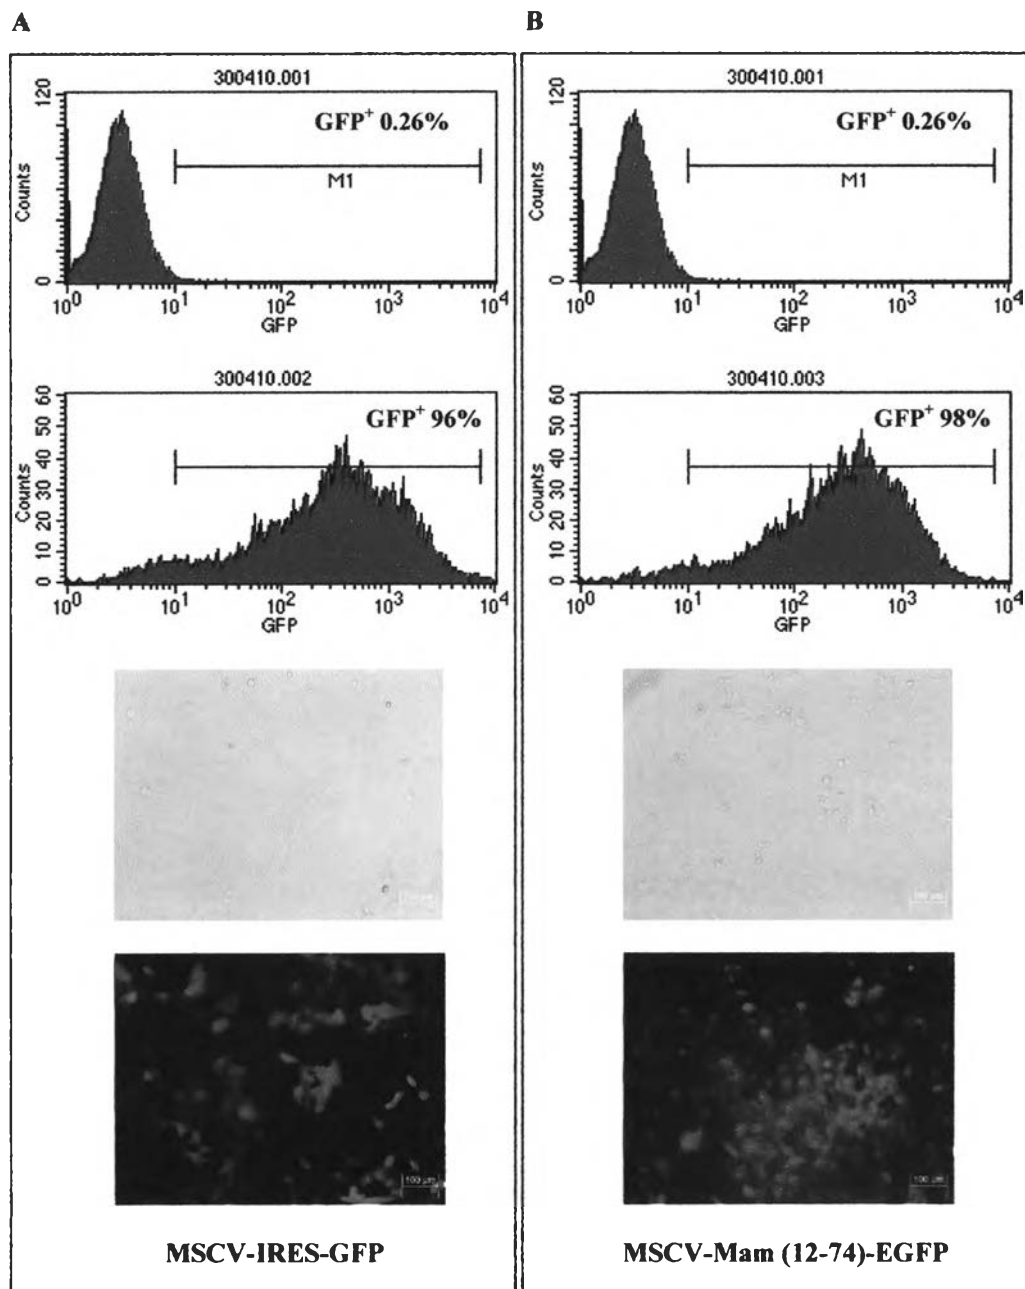 A
B
300410.001
120
GFP⁺ 0.26%
M1
Counts
0
10⁰ 10¹ 10² 10³ 10⁴
GFP
300410.001
120
GFP⁺ 0.26%
M1
Counts
0
10⁰ 10¹ 10² 10³ 10⁴
GFP
300410.002
60
50
40
30
20
10
0
GFP⁺ 96%
Counts
10⁰ 10¹ 10² 10³ 10⁴
GFP
300410.003
60
50
40
30
20
10
0
GFP⁺ 98%
Counts
10⁰ 10¹ 10² 10³ 10⁴
GFP
100 µm
100 µm
MSCV-IRES-GFP
MSCV-Mam (12-74)-EGFP